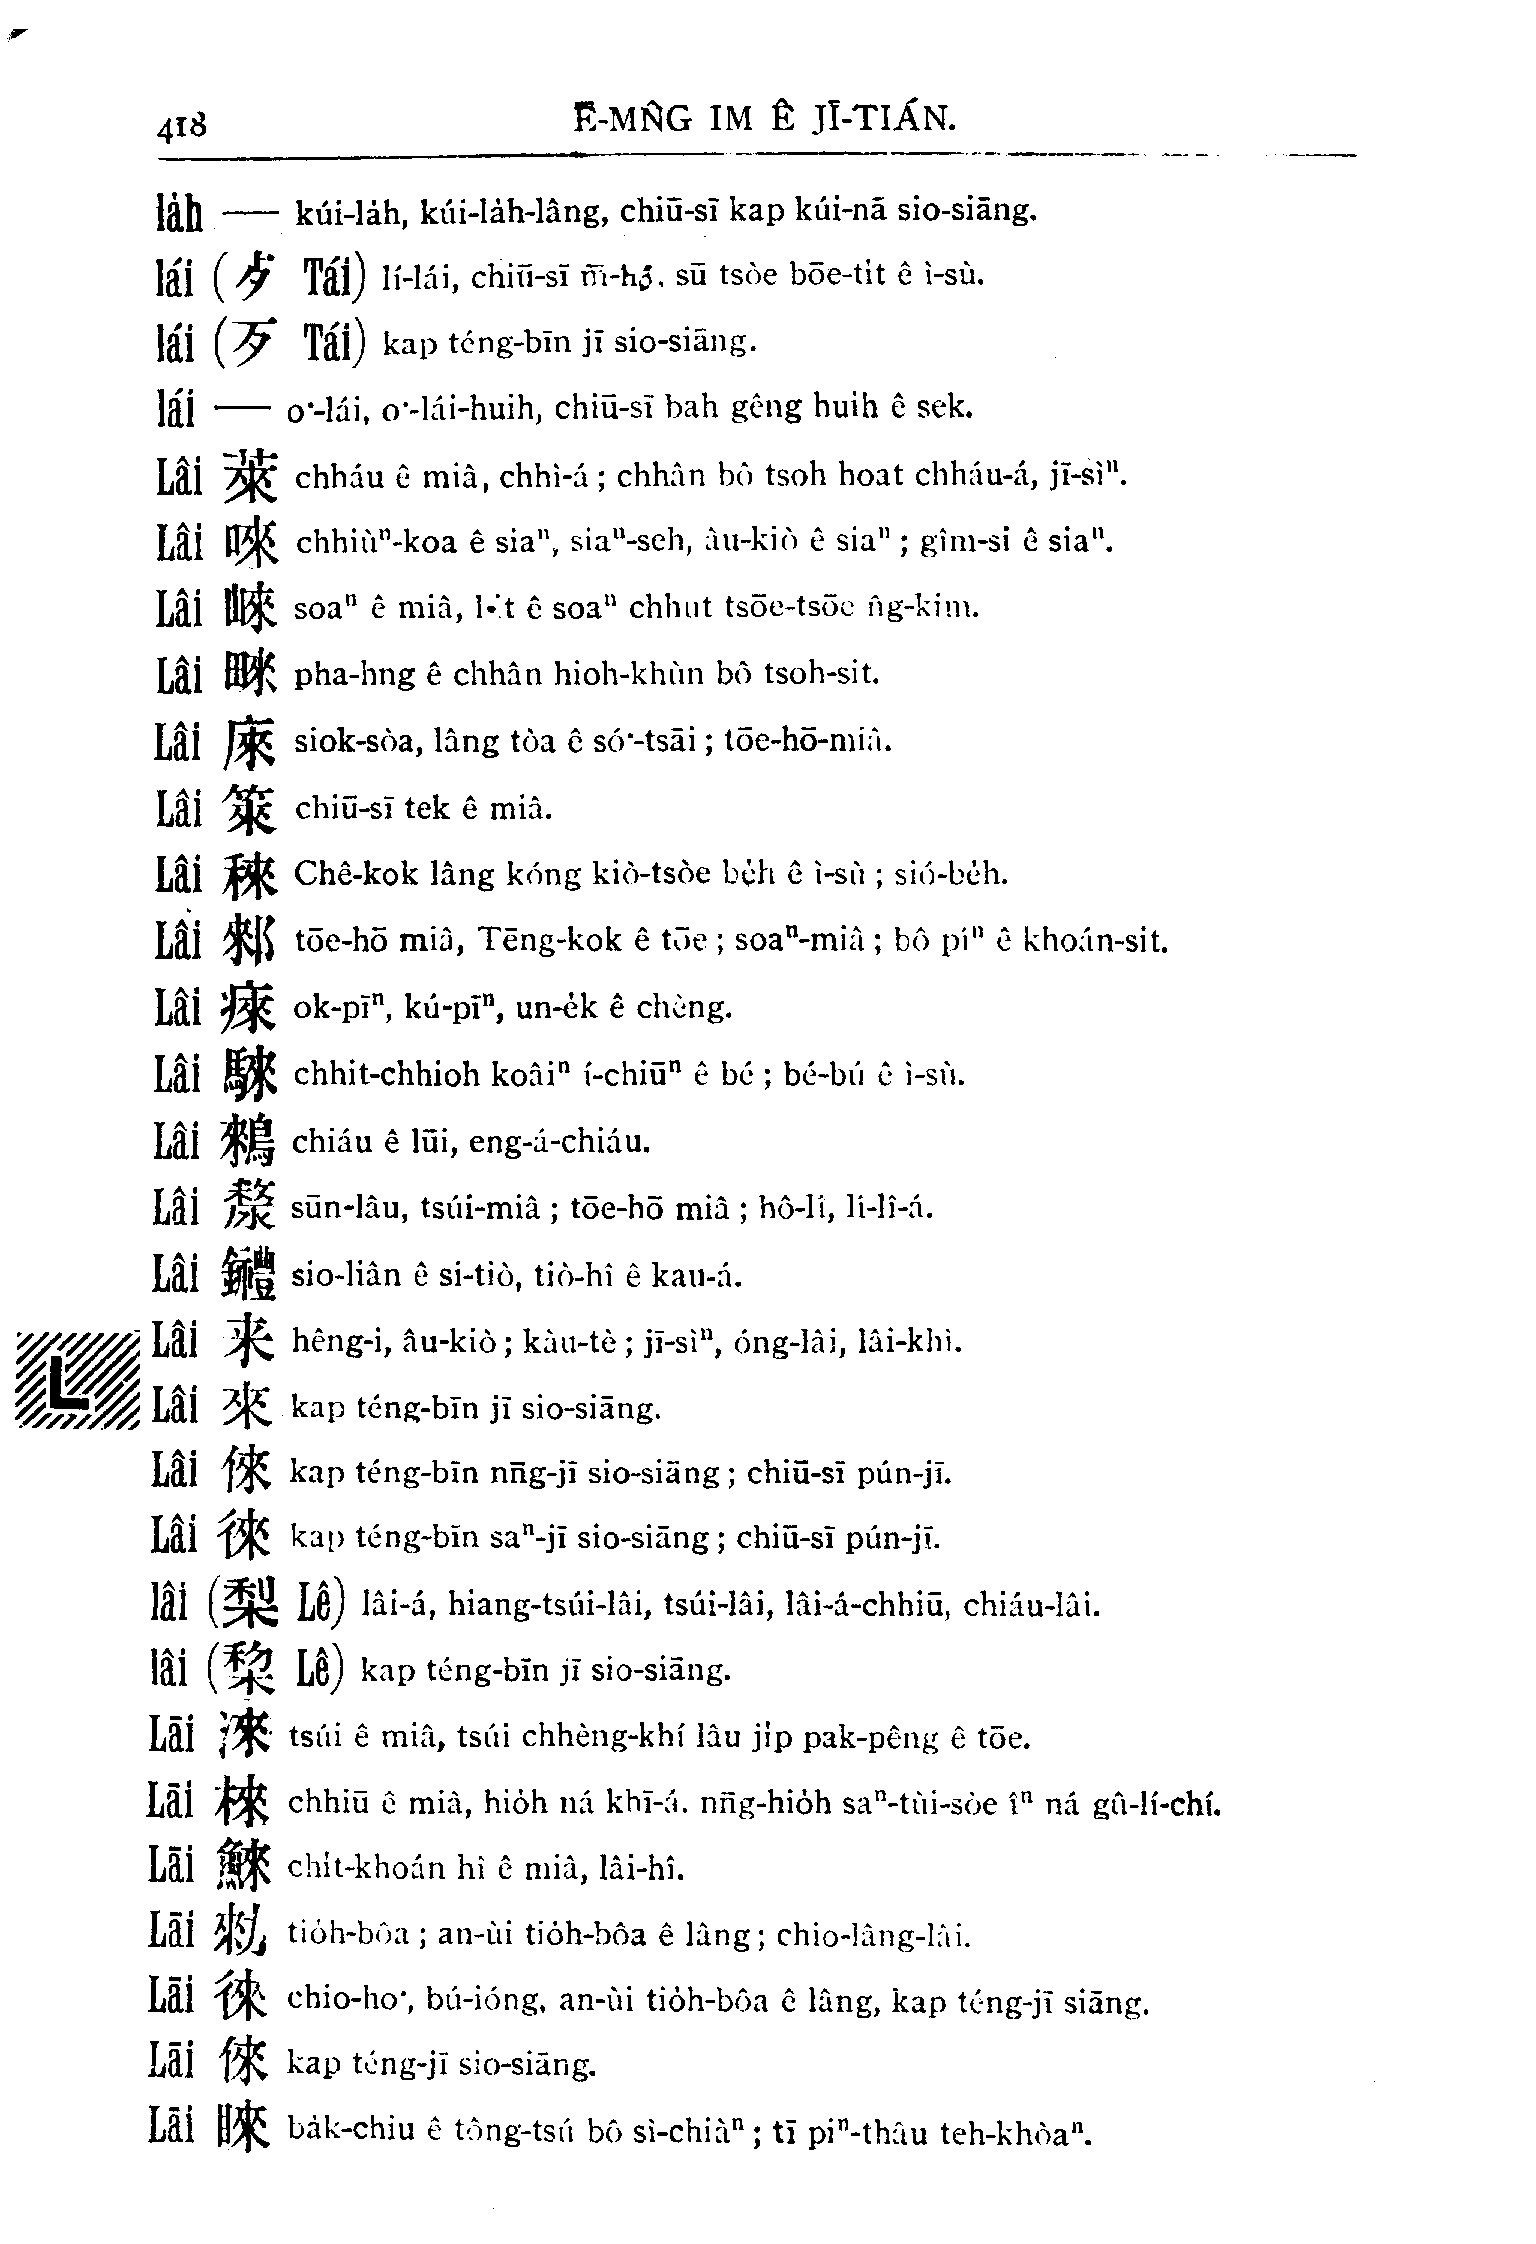 418 Ē-MN̂G IM Ê JĪ-TIÁN.
la̍h — kúi-la̍h, kúi-la̍h-lâng, chiū-sī kap kúi-nā sio-siāng.
lái (歺 Tái) lí-lái, chiū-sī m̄-hó, sū tsòe bōe-tit ê ì-sù.
lái (歹 Tái) kap téng-bīn jī sio-siāng.
lái — o͘-lái, o͘-lái-huih, chiū-sī bah gêng huih ê sek.
Lâi 萊 chháu ê miâ, chhì-á ; chhân bô tsoh hoat chháu-á, jī-sìⁿ.
Lâi 唻 chhiùⁿ-koa ê siaⁿ, siaⁿ-seh, âu-kiò ê siaⁿ ; gîm-si ê siaⁿ.
Lâi 崍 soaⁿ ê miâ, ê soaⁿ chhut tsōe-tsōe n̂g-kim.
Lâi 䚅 pha-hng ê chhân hioh-khùn bô tsoh-sit.
Lâi 庲 siok-sòa, lâng tòa ê só͘-tsāi ; tōe-hō-miâ.
Lâi 箂 chiū-sī tek ê miâ.
Lâi 䅘 Chê-kok lâng kóng kiò-tsòe be̍h ê ì-sù ; sió-be̍h.
Lâi 郲 tōe-hō miâ, Tēng-kok ê tōe ; soaⁿ-miâ ; bô píⁿ ê khoán-sit.
Lâi 痳 ok-pīⁿ, kú-pīⁿ, un-e̍k ê chèng.
Lâi 騋 chhit-chhioh koâiⁿ í-chiūⁿ ê bé ; bé-bú ê ì-sù.
Lâi 鶆 chiáu ê lūi, eng-á-chiáu.
Lâi 漦 sūn-lâu, tsúi-miâ ; tōe-hō miâ ; hô-lí, lí-lî-á.
Lâi sio-liân ê si-tiò, tiò-hî ê kau-á.
Lâi 来 hêng-i, âu-kiò ; kàu-tè ; jī-sìⁿ, óng-lâi, lâi-khì.
L
Lâi 來 kap téng-bīn jī sio-siāng.
Lâi 倈 kap téng-bīn nn̄g-jī sio-siāng ; chiū-sī pún-jī.
Lâi 徠 kap téng-bīn saⁿ-jī sio-siāng ; chiū-sī pún-jī.
lâi (梨 Lê) lâi-á, hiang-tsúi-lâi, tsúi-lâi, lâi-á-chhiū, chiáu-lâi.
lâi (棃 Lê) kap téng-bīn jī sio-siāng.
Lāi 淶 tsúi ê miâ, tsúi chhèng-khí lâu ji̍p pak-pêng ê tōe.
Lāi 棶 chhiū ê miâ, hio̍h ná khī-á. nn̄g-hio̍h saⁿ-tùi-sòe îⁿ ná gû-lí-chí.
Lāi 鯠 chi̍t-khoán hî ê miâ, lâi-hî.
Lāi 勑 tio̍h-bôa ; an-ùi tio̍h-bôa ê lâng ; chio-lâng-lâi.
Lāi 徠 chio-ho͘, bú-ióng, an-ùi tio̍h-bôa ê lâng, kap téng-jī siāng.
Lāi 倈 kap téng-jī sio-siāng.
Lāi 睞 ba̍k-chiu ê tông-tsú bô sì-chiàⁿ ; tī piⁿ-thâu teh-khòaⁿ.